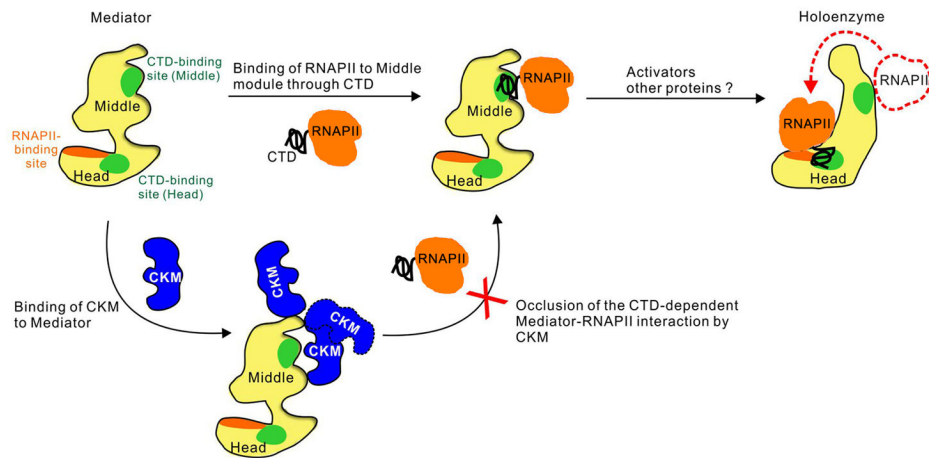 Mediator
CTD-binding
site (Middle)
Middle
RNAPII-
binding
site
Head
CTD-binding
site (Head)
Binding of RNAPII to Middle
module through CTD
RNAPII
CTD
Middle
RNAPII
Head
Activators
other proteins ?
Holoenzyme
RNAPII
RNAPII
Head
Binding of CKM
to Mediator
CKM
CKM
CKM
CKM
Middle
Head
RNAPII
Occlusion of the CTD-dependent
Mediator-RNAPII interaction by
CKM